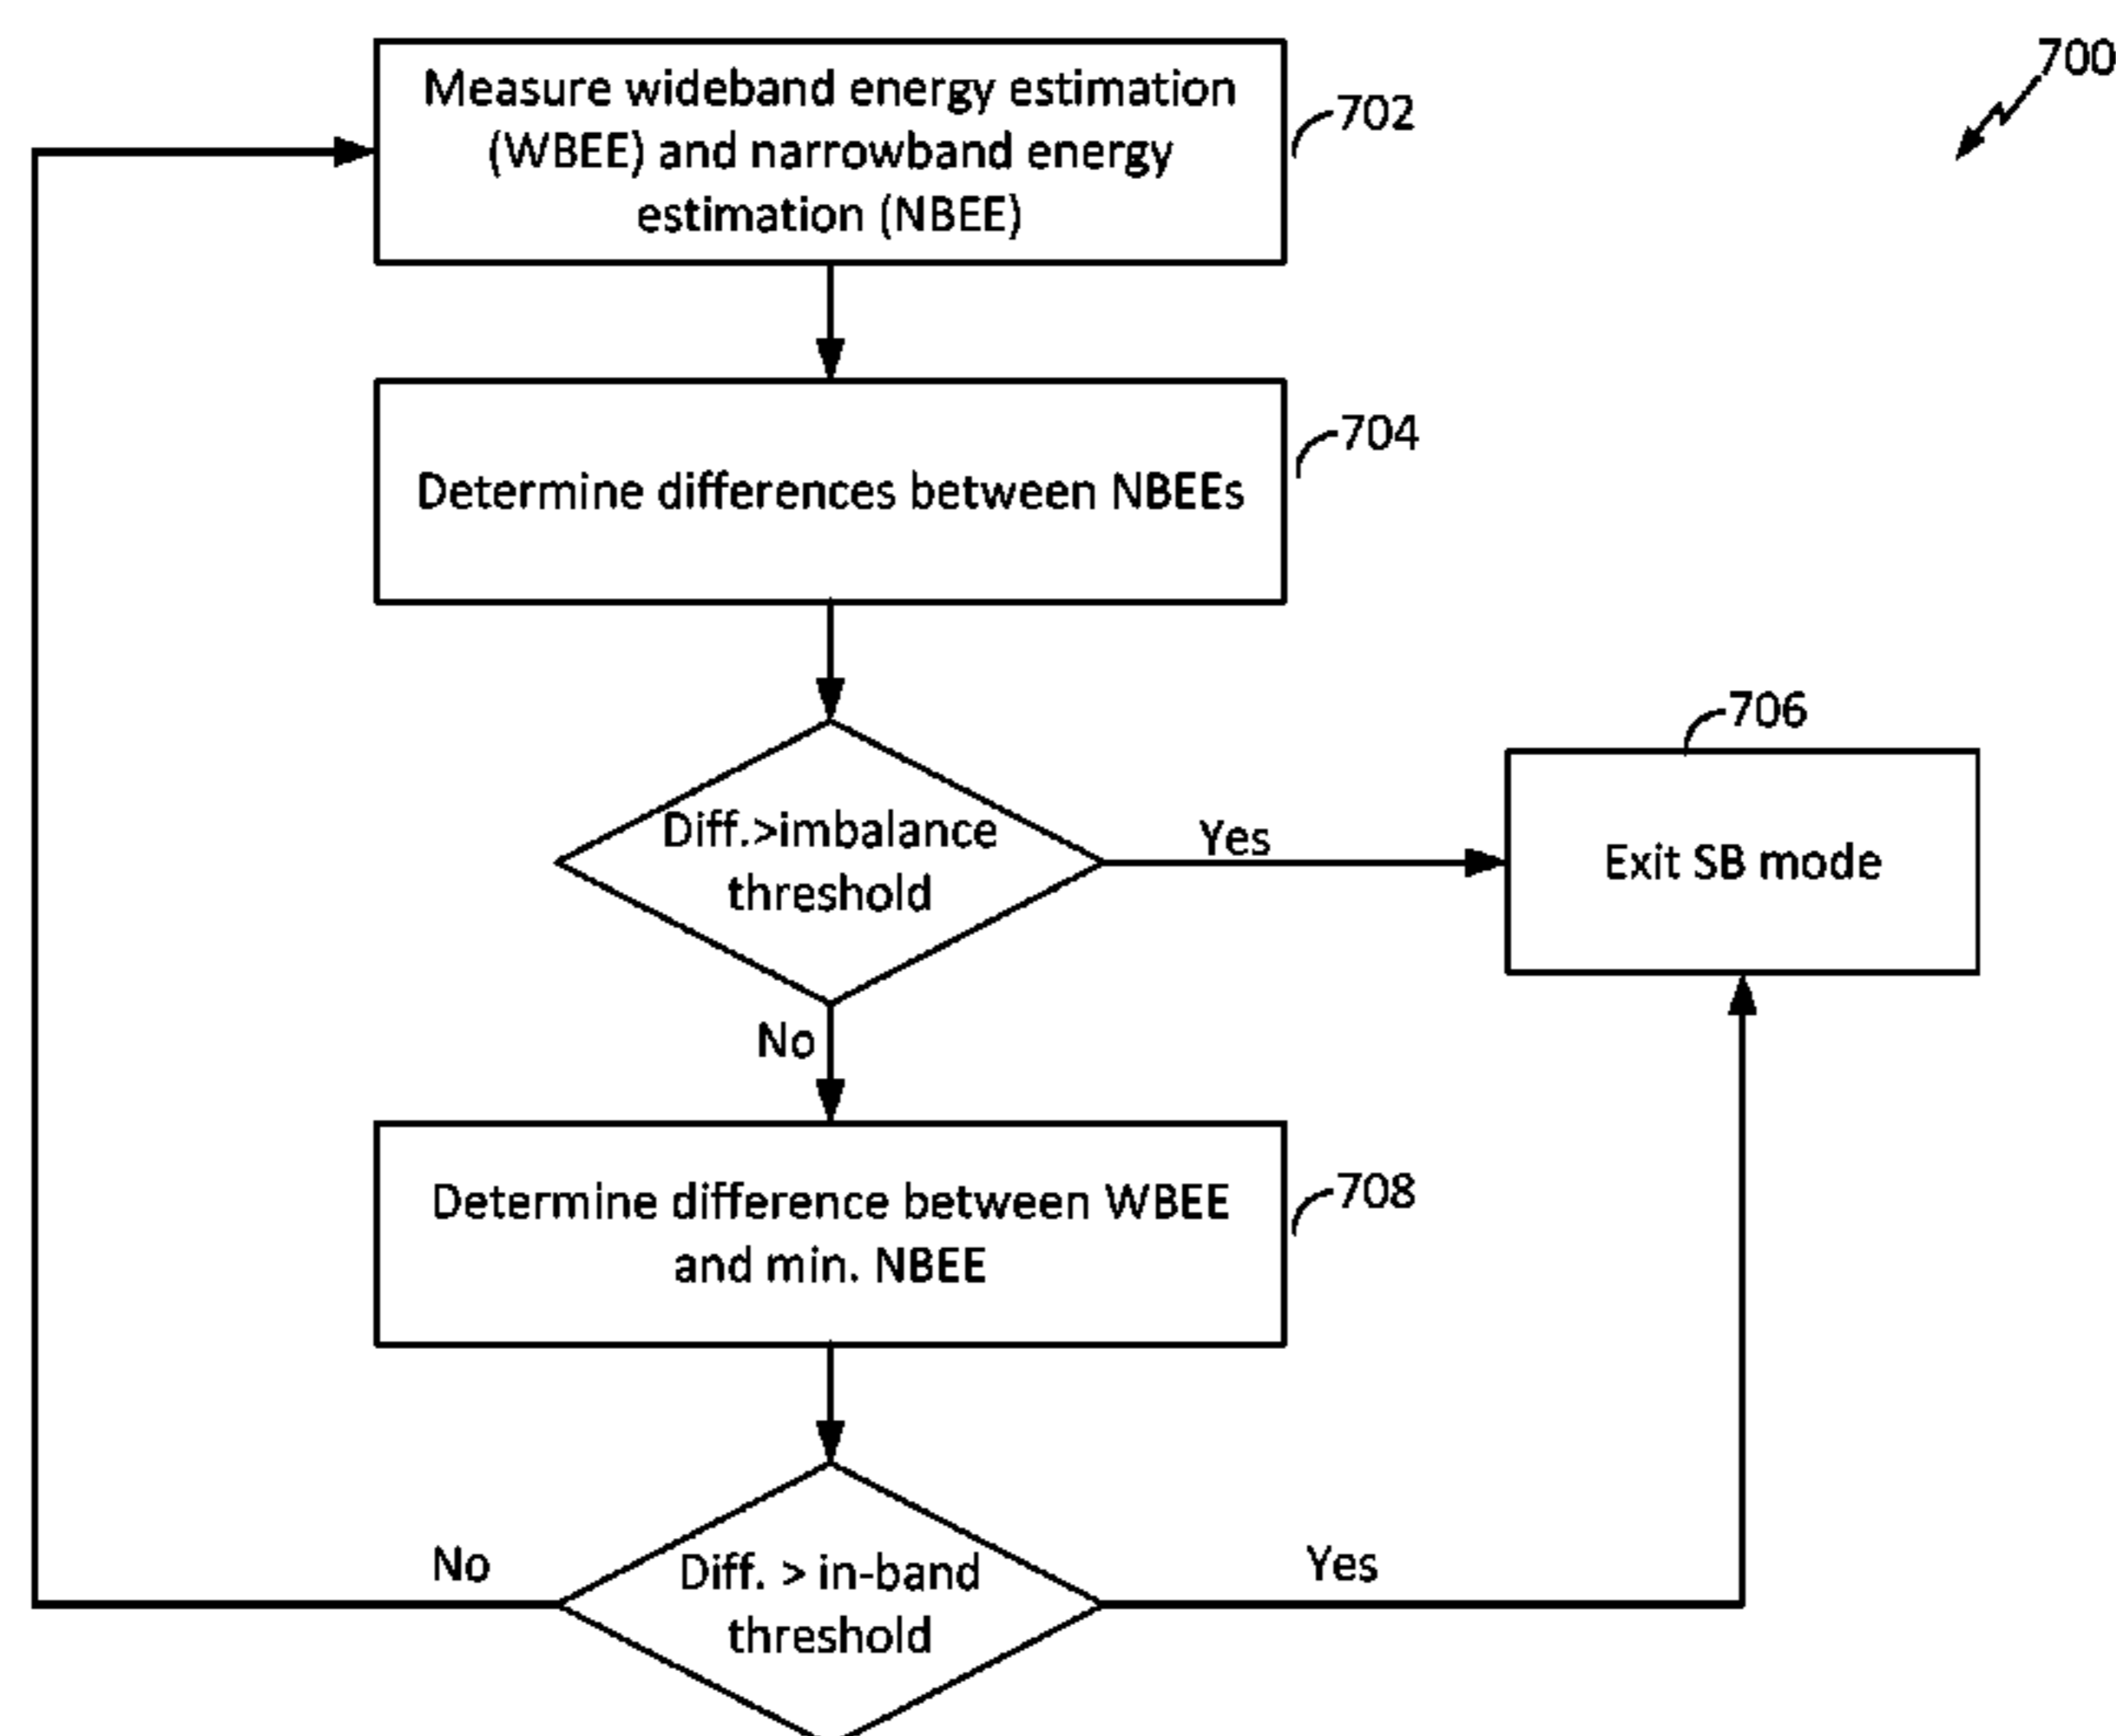 700
Measure wideband energy estimation
(WBEE) and narrowband energy
estimation (NBEE)
702
Determine differences between NBEEs
704
Diff.>imbalance
threshold
Yes
706
Exit SB mode
No
Determine difference between WBEE
and min. NBEE
708
No
Diff. > in-band
threshold
Yes